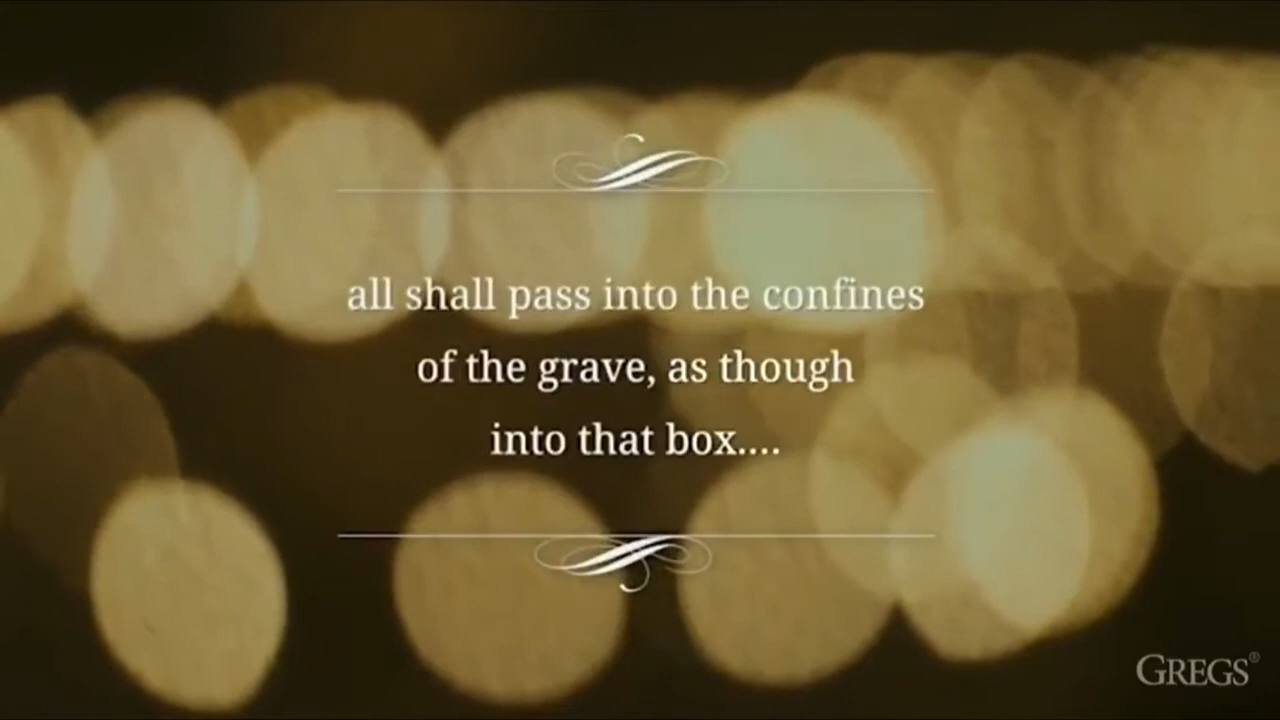 all shall pass into the confines
of the grave, as though
into that box....
GREGS®